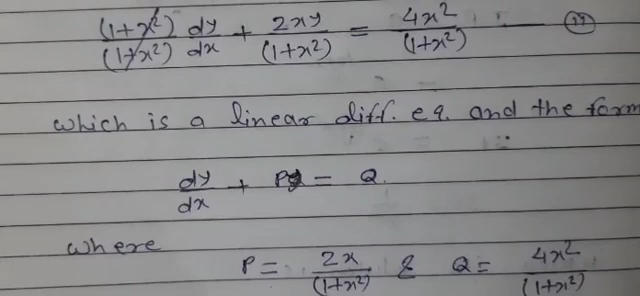 (1+x²)/(1+x²) dy/dx + 2xy/(1+x²) = 4x²/(1+x²)
which is a linear diff. eq. and the form
dy/dx + Py = Q
where
P = 2x/(1+x²) & Q = 4x²/(1+x²)